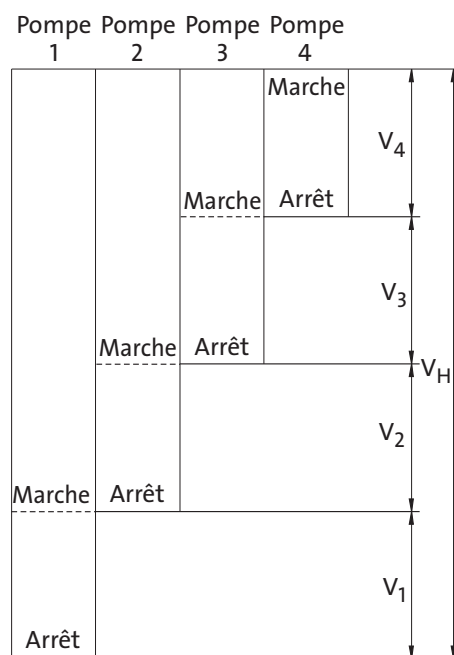 Pompe Pompe Pompe Pompe
1 2 3 4
Marche
V4
Marche Arrêt
V3
Marche Arrêt
VH
V2
Marche Arrêt
V1
Arrêt